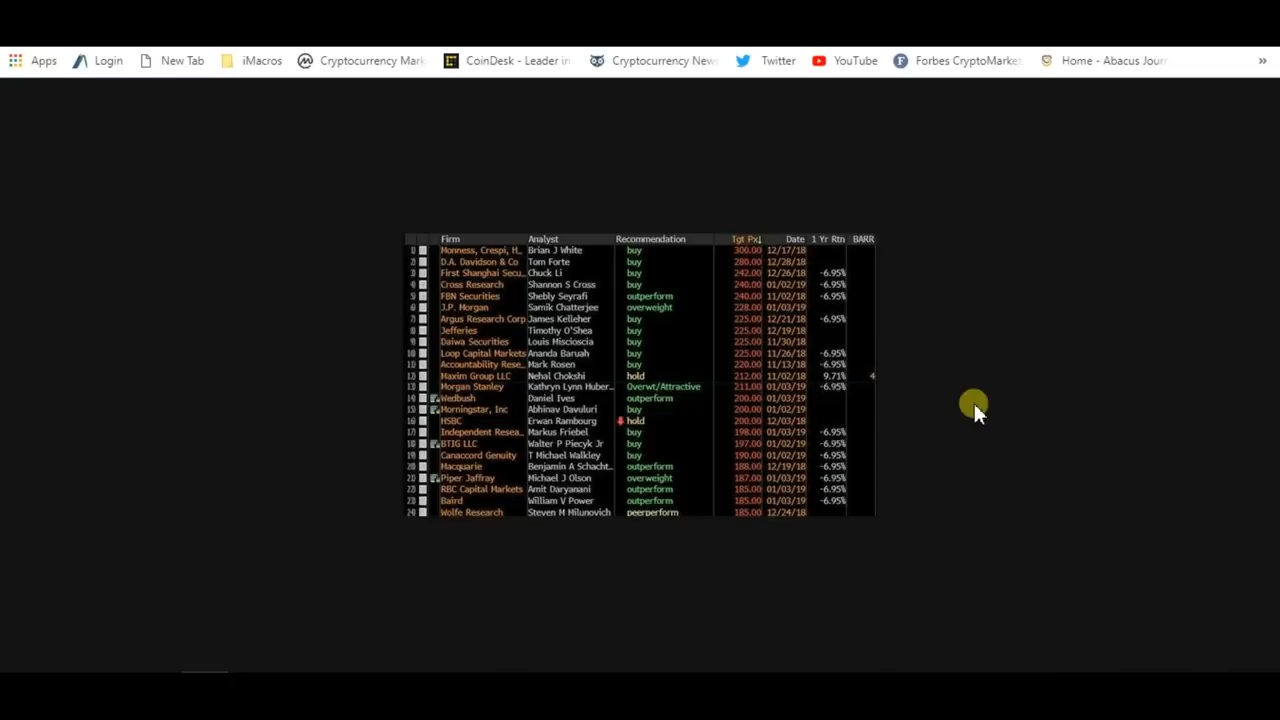 Apps Login New Tab iMacros Cryptocurrency Mark CoinDesk - Leader in Cryptocurrency New Twitter YouTube Forbes CryptoMarket Home - Abacus Jour »
Firm Analyst Recommendation Tgt Px Date 1 Yr Rtn BARR
1) Monness, Crespi, H.. Brian J White buy 300.00 12/17/18
2) D.A. Davidson & Co Tom Forte buy 280.00 12/28/18
3) First Shanghai Secu.. Chuck Li buy 242.00 12/26/18 -6.95%
4) Cross Research Shannon S Cross buy 240.00 01/02/19 -6.95%
5) FBN Securities Shebly Seyrafi outperform 240.00 11/02/18 -6.95%
6) J.P. Morgan Samik Chatterjee overweight 228.00 01/03/19
7) Argus Research Corp James Kelleher buy 225.00 12/21/18 -6.95%
8) Jefferies Timothy O'Shea buy 225.00 12/19/18
9) Daiwa Securities Louis Miscioscia buy 225.00 11/30/18
10) Loop Capital Markets Ananda Baruah buy 225.00 11/26/18 -6.95%
11) Accountability Rese.. Mark Rosen buy 220.00 11/13/18 -6.95%
12) Maxim Group LLC Nehal Chokshi hold 212.00 11/02/18 9.71% 4
13) Morgan Stanley Kathryn Lynn Huber.. Overwt/Attractive 211.00 01/03/19 -6.95%
14) Wedbush Daniel Ives outperform 200.00 01/03/19
15) Morningstar, Inc Abhinav Davuluri buy 200.00 01/02/19
16) HSBC Erwan Rambourg hold 200.00 12/03/18
17) Independent Resea.. Markus Friebel buy 198.00 01/03/19 -6.95%
18) BTIG LLC Walter P Piecyk Jr buy 197.00 01/02/19 -6.95%
19) Canaccord Genuity T Michael Walkley buy 190.00 01/02/19 -6.95%
20) Macquarie Benjamin A Schacht.. outperform 188.00 12/19/18 -6.95%
21) Piper Jaffray Michael J Olson overweight 187.00 01/03/19 -6.95%
22) RBC Capital Markets Amit Daryanani outperform 185.00 01/03/19 -6.95%
23) Baird William V Power outperform 185.00 01/03/19 -6.95%
24) Wolfe Research Steven M Milunovich peerperform 185.00 12/24/18